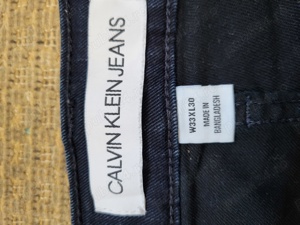 CALVIN KLEIN JEANS
W33XL30
MADE IN
BANGLADESH